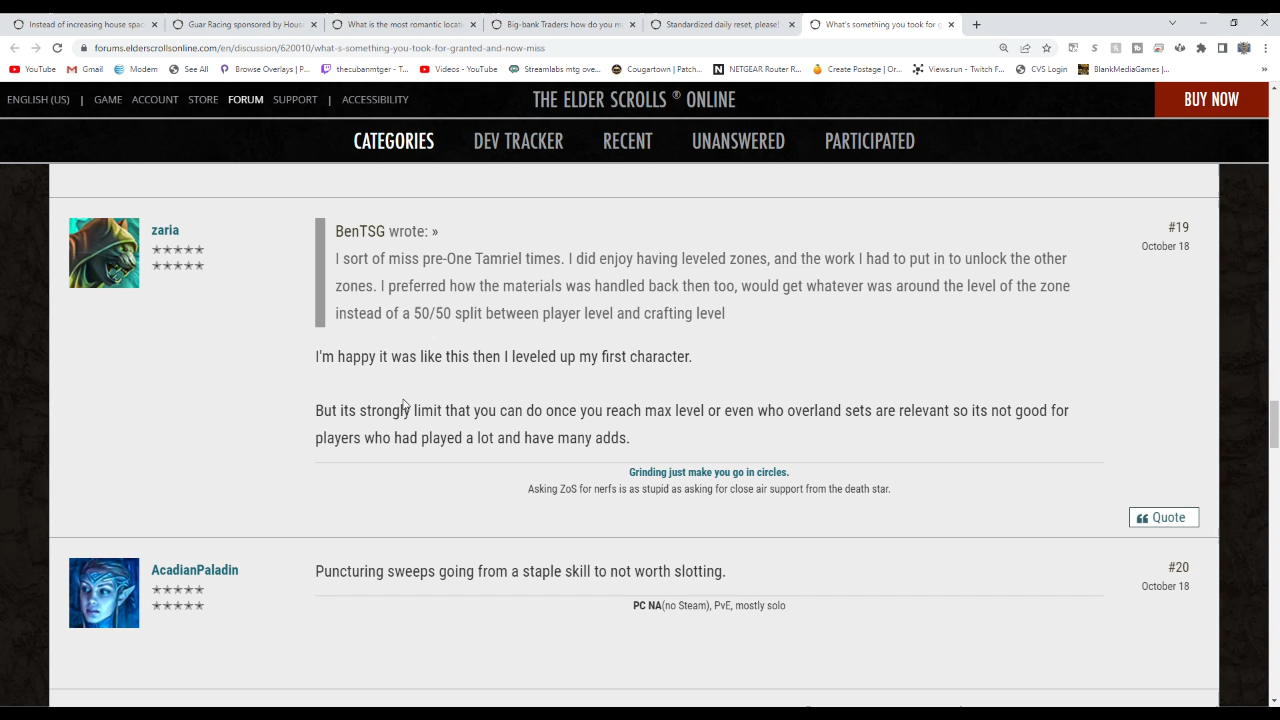 Instead of increasing house spac
Guar Racing sponsored by Hous
What is the most romantic locati
Big-bank Traders: how do you m
Standardized daily reset, please!
What's something you took for g
forums.elderscrollsonline.com/en/discussion/620010/what-s-something-you-took-for-granted-and-now-miss
YouTube
Gmail
Modem
See All
Browse Overlays | P...
thecubanmtger - T...
Videos - YouTube
Streamlabs mtg ove...
Cougartown | Patch...
NETGEAR Router R...
Create Postage | Or...
Views.run - Twitch F...
CVS Login
BlankMediaGames |...
»
ENGLISH (US) | GAME ACCOUNT STORE FORUM SUPPORT | ACCESSIBILITY
THE ELDER SCROLLS ® ONLINE
BUY NOW
CATEGORIES DEV TRACKER RECENT UNANSWERED PARTICIPATED
zaria
#19
October 18
BenTSG wrote: »
I sort of miss pre-One Tamriel times. I did enjoy having leveled zones, and the work I had to put in to unlock the other
zones. I preferred how the materials was handled back then too, would get whatever was around the level of the zone
instead of a 50/50 split between player level and crafting level
I'm happy it was like this then I leveled up my first character.
But its strongly limit that you can do once you reach max level or even who overland sets are relevant so its not good for
players who had played a lot and have many adds.
Grinding just make you go in circles.
Asking ZoS for nerfs is as stupid as asking for close air support from the death star.
Quote
AcadianPaladin
#20
October 18
Puncturing sweeps going from a staple skill to not worth slotting.
PC NA(no Steam), PvE, mostly solo